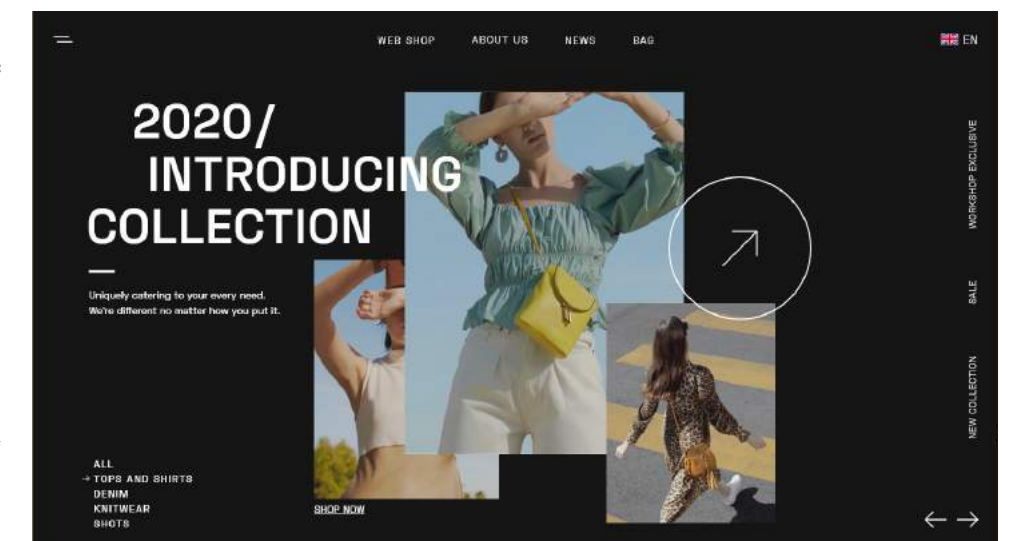 WEB SHOP
ABOUT US
NEWS
BAG
EN
2020/
INTRODUCING
COLLECTION
Uniquely catering to your every need.
We're different no matter how you put it.
WORKSHOP EXCLUSIVE
SALE
NEW COLLECTION
ALL
TOPS AND SHIRTS
DENIM
KNITWEAR
SHOTS
SHOP NOW